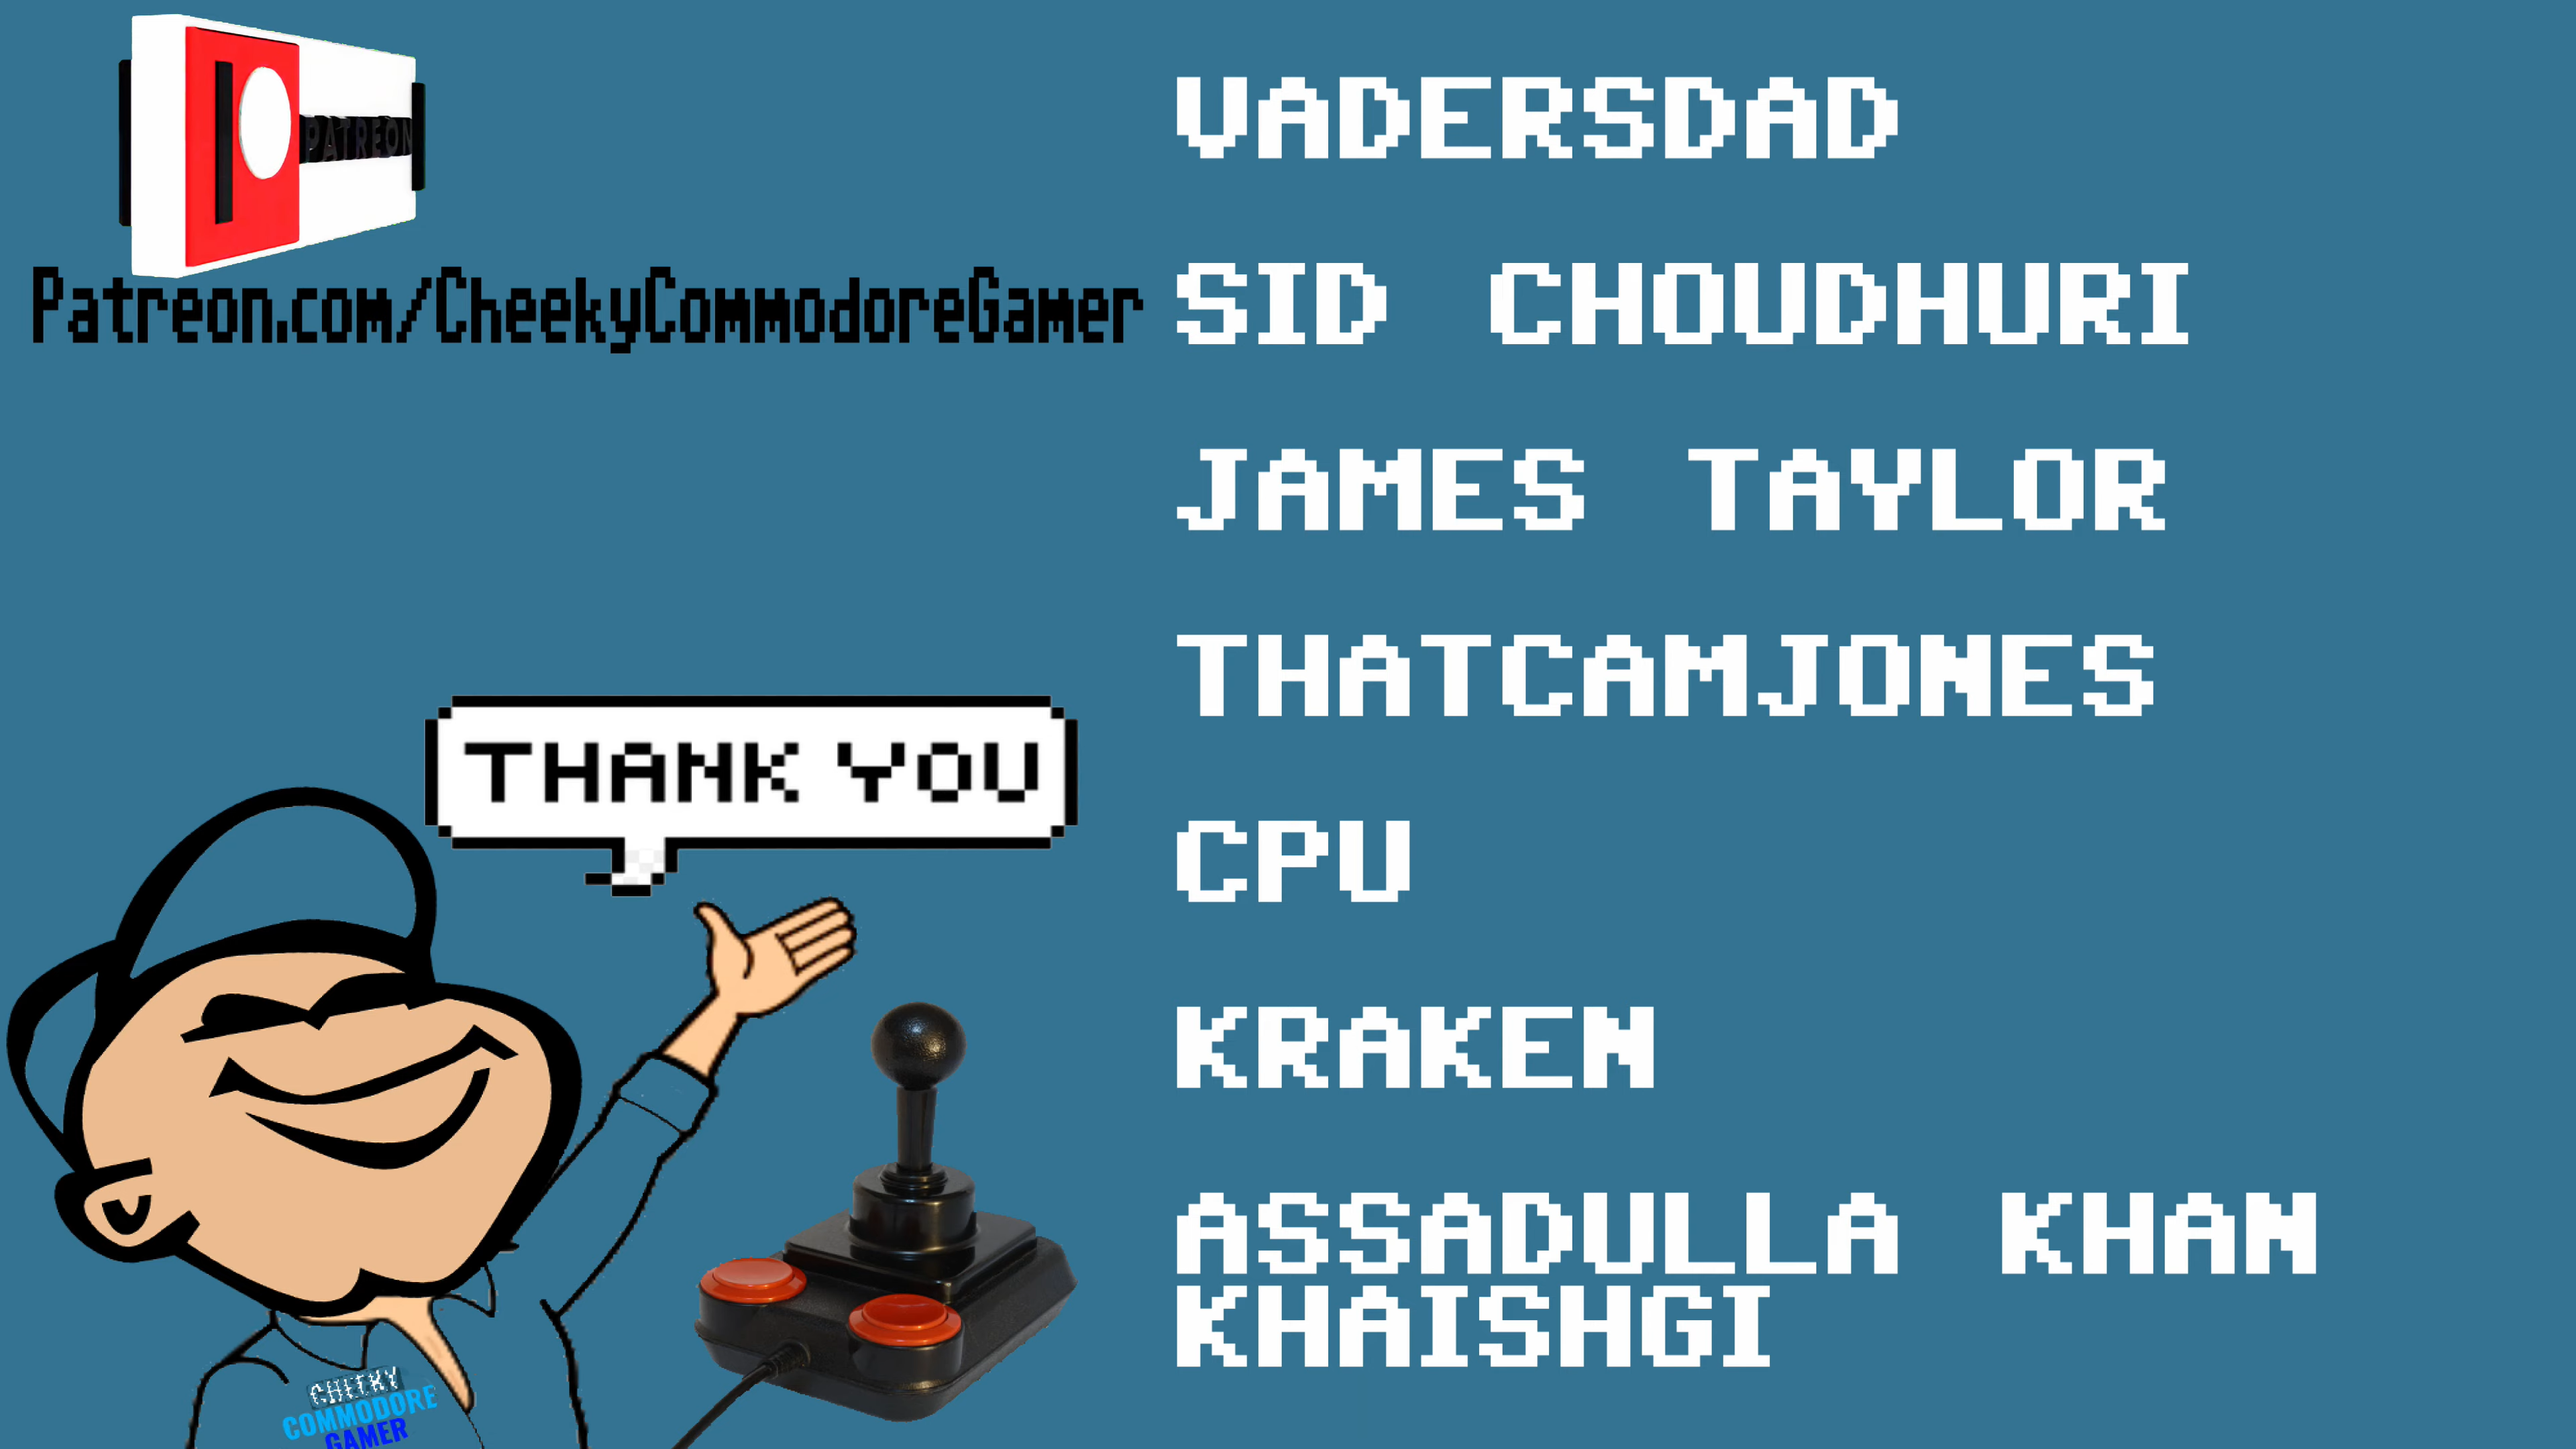 PATREON
Patreon.com/CheekyCommodoreGamer
VADERSDAD
SID CHOUDHURI
JAMES TAYLOR
THATCAMJONES
CPU
KRAKEN
ASSADULLA KHAN
KHAISHGI
THANK YOU
CHEEKY
COMMODORE
GAMER